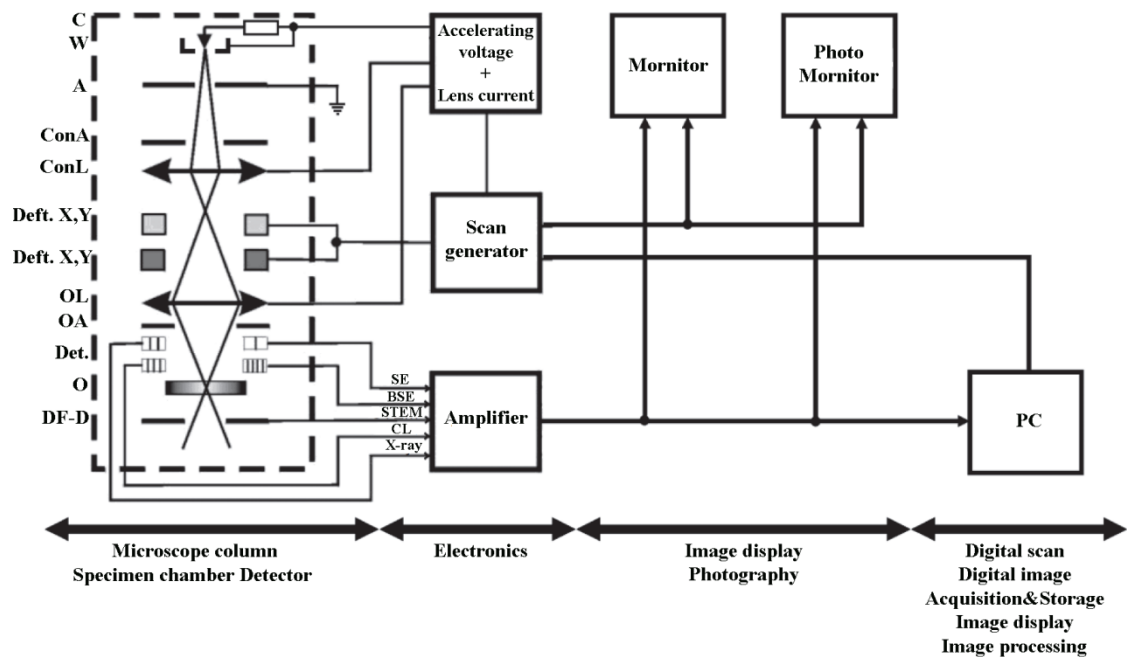 C
W
A
ConA
ConL
Deft. X,Y
Deft. X,Y
OL
OA
Det.
O
DF-D
Accelerating
voltage
+
Lens current
Mornitor
Photo
Mornitor
Scan
generator
SE
BSE
STEM
CL
X-ray
Amplifier
PC
Microscope column
Specimen chamber Detector
Electronics
Image display
Photography
Digital scan
Digital image
Acquisition&Storage
Image display
Image processing